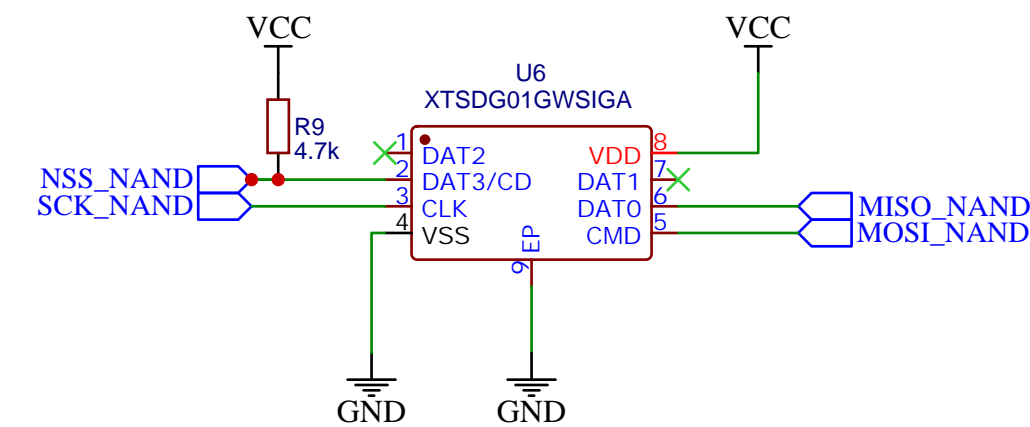 VCC
VCC
U6
XTSDG01GWSIGA
R9
4.7k
1
DAT2
VDD
8
NSS_NAND
2
DAT3/CD
DAT1
7
SCK_NAND
3
CLK
DAT0
6
MISO_NAND
4
VSS
CMD
5
MOSI_NAND
EP
9
GND
GND